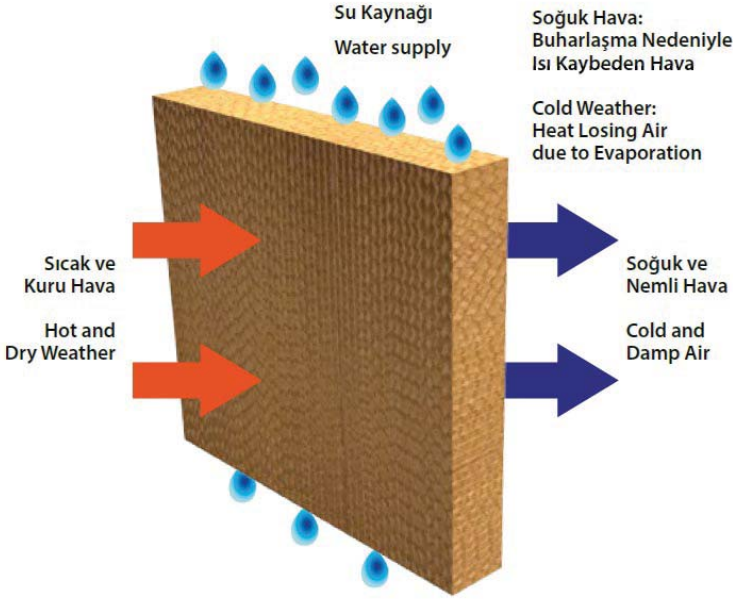 Su Kaynağı
Water supply
Soğuk Hava:
Buharlaşma Nedeniyle
Isı Kaybeden Hava
Cold Weather:
Heat Losing Air
due to Evaporation
Sıcak ve
Kuru Hava
Hot and
Dry Weather
Soğuk ve
Nemli Hava
Cold and
Damp Air